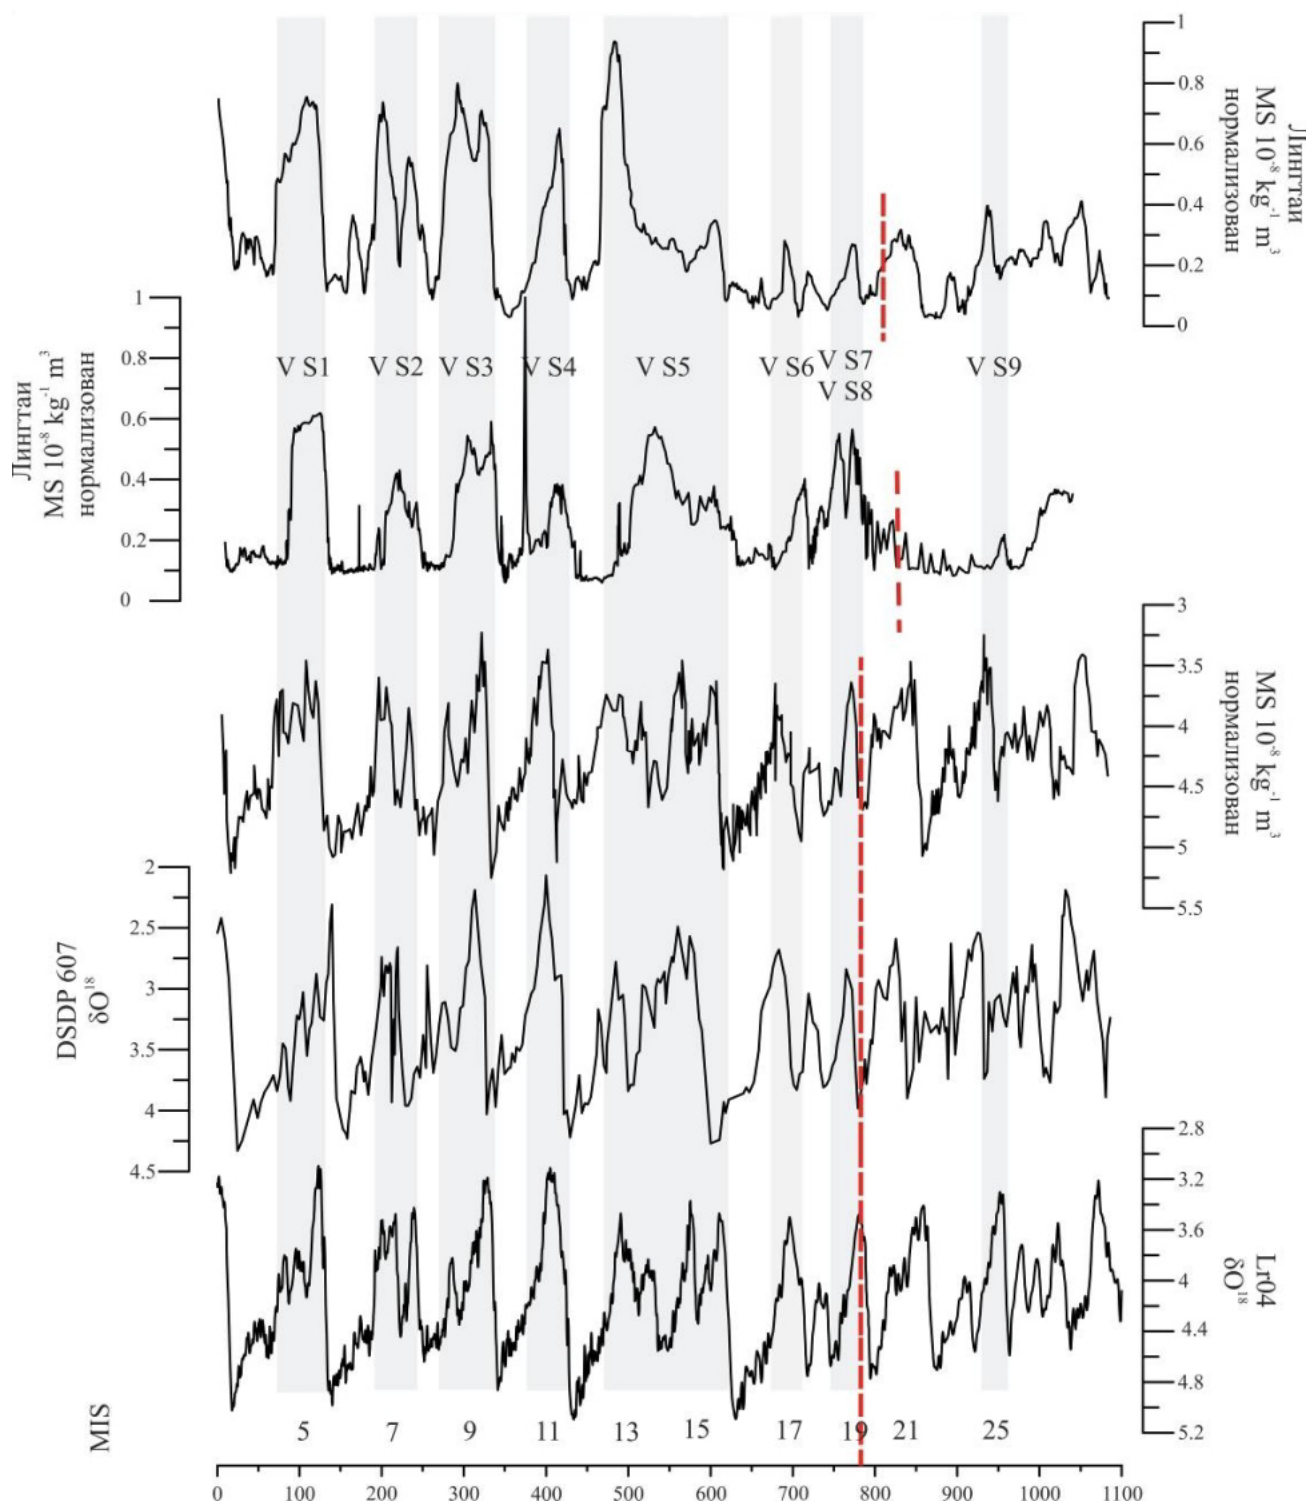 1
0.8
0.6
0.4
0.2
0
Лингтаи
MS 10⁻⁸ kg⁻¹ m³
нормализован
1
0.8
0.6
0.4
0.2
0
Лингтаи
MS 10⁻⁸ kg⁻¹ m³
нормализован
V S1
V S2
V S3
V S4
V S5
V S6
V S7
V S8
V S9
3
3.5
4
4.5
5
5.5
MS 10⁻⁸ kg⁻¹ m³
нормализован
2
2.5
3
3.5
4
4.5
DSDP 607
δO¹⁸
2.8
3.2
3.6
4
4.4
4.8
5.2
Lr04
δO¹⁸
MIS
5 7 9 11 13 15 17 19 21 25
0 100 200 300 400 500 600 700 800 900 1000 1100